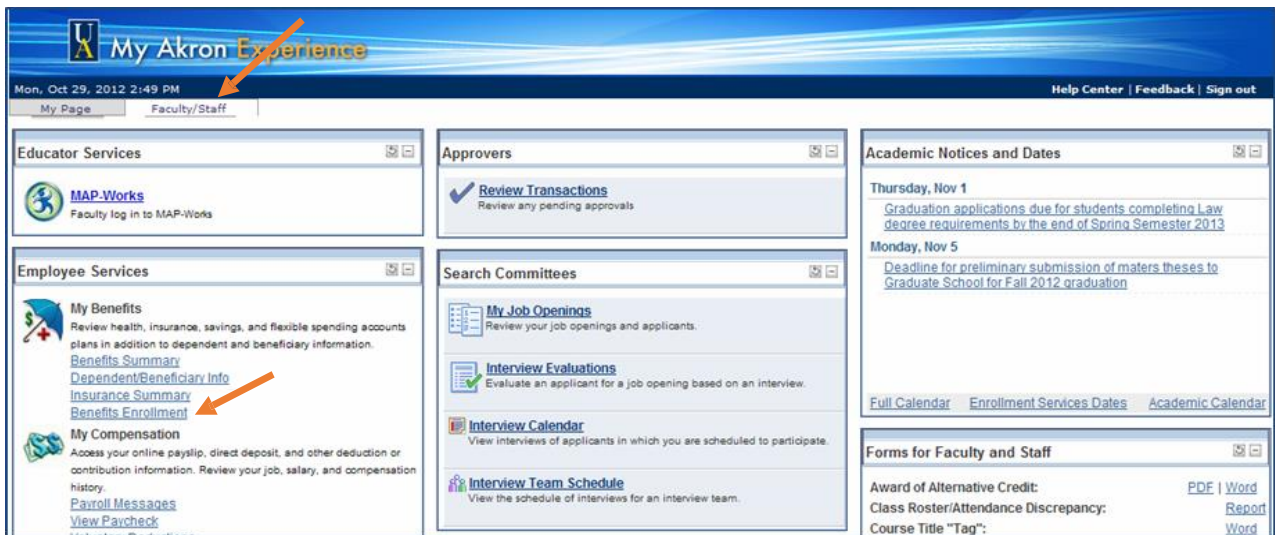 UA My Akron Experience
Mon, Oct 29, 2012 2:49 PM
Help Center | Feedback | Sign out
My Page
Faculty/Staff
Educator Services
MAP-Works
Faculty log in to MAP-Works
Employee Services
My Benefits
Review health, insurance, savings, and flexible spending accounts
plans in addition to dependent and beneficiary information.
Benefits Summary
Dependent/Beneficiary Info
Insurance Summary
Benefits Enrollment
My Compensation
Access your online payslip, direct deposit, and other deduction or
contribution information. Review your job, salary, and compensation
history.
Payroll Messages
View Paycheck
Voluntary Deductions
Approvers
Review Transactions
Review any pending approvals
Search Committees
My Job Openings
Review your job openings and applicants.
Interview Evaluations
Evaluate an applicant for a job opening based on an interview.
Interview Calendar
View interviews of applicants in which you are scheduled to participate.
Interview Team Schedule
View the schedule of interviews for an interview team.
Academic Notices and Dates
Thursday, Nov 1
Graduation applications due for students completing Law
degree requirements by the end of Spring Semester 2013
Monday, Nov 5
Deadline for preliminary submission of maters theses to
Graduate School for Fall 2012 graduation
Full Calendar Enrollment Services Dates Academic Calendar
Forms for Faculty and Staff
Award of Alternative Credit: PDF | Word
Class Roster/Attendance Discrepancy: Report
Course Title "Tag": Word